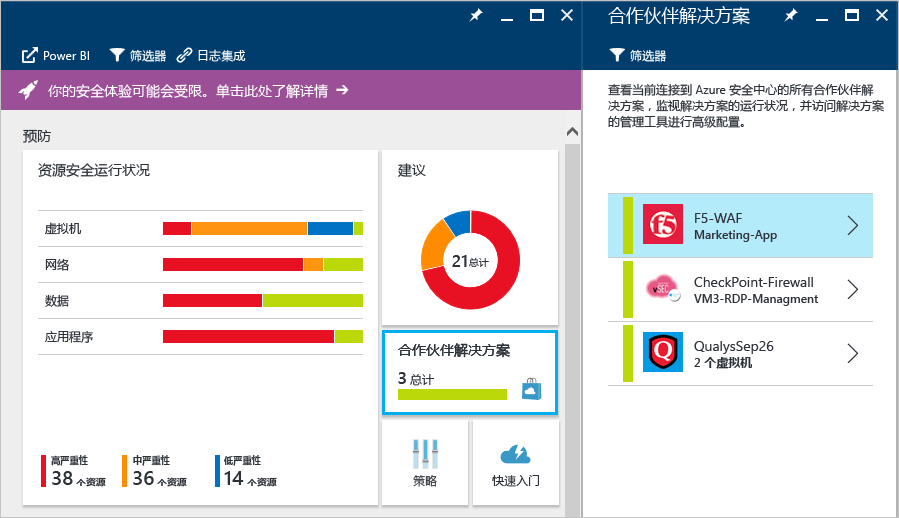 Power BI 筛选器 日志集成
你的安全体验可能会受限。单击此处了解详情 →
预防
资源安全运行状况
虚拟机
网络
数据
应用程序
高严重性
38 个资源
中严重性
36 个资源
低严重性
14 个资源
建议
21总计
合作伙伴解决方案
3 总计
策略
快速入门
合作伙伴解决方案
筛选器
查看当前连接到 Azure 安全中心的所有合作伙伴解
决方案，监视解决方案的运行状况，并访问解决方案
的管理工具进行高级配置。
f5
F5-WAF
Marketing-App
vSEC
CheckPoint-Firewall
VM3-RDP-Managment
Q
QualysSep26
2 个虚拟机